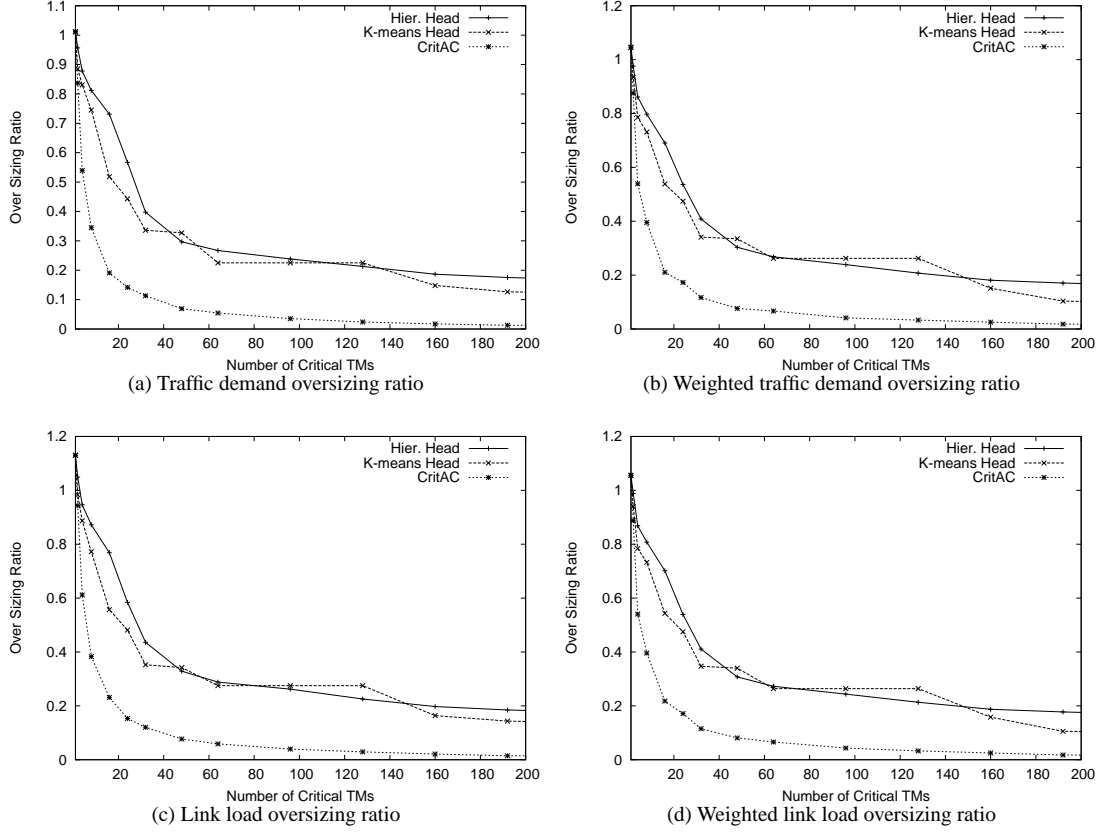 Over Sizing Ratio
1.1
1
0.9
0.8
0.7
0.6
0.5
0.4
0.3
0.2
0.1
0
20 40 60 80 100 120 140 160 180 200
Number of Critical TMs
Hier. Head
K-means Head
CritAC
(a) Traffic demand oversizing ratio
Over Sizing Ratio
1.2
1
0.8
0.6
0.4
0.2
0
20 40 60 80 100 120 140 160 180 200
Number of Critical TMs
Hier. Head
K-means Head
CritAC
(b) Weighted traffic demand oversizing ratio
Over Sizing Ratio
1.2
1
0.8
0.6
0.4
0.2
0
20 40 60 80 100 120 140 160 180 200
Number of Critical TMs
Hier. Head
K-means Head
CritAC
(c) Link load oversizing ratio
Over Sizing Ratio
1.2
1
0.8
0.6
0.4
0.2
0
20 40 60 80 100 120 140 160 180 200
Number of Critical TMs
Hier. Head
K-means Head
CritAC
(d) Weighted link load oversizing ratio